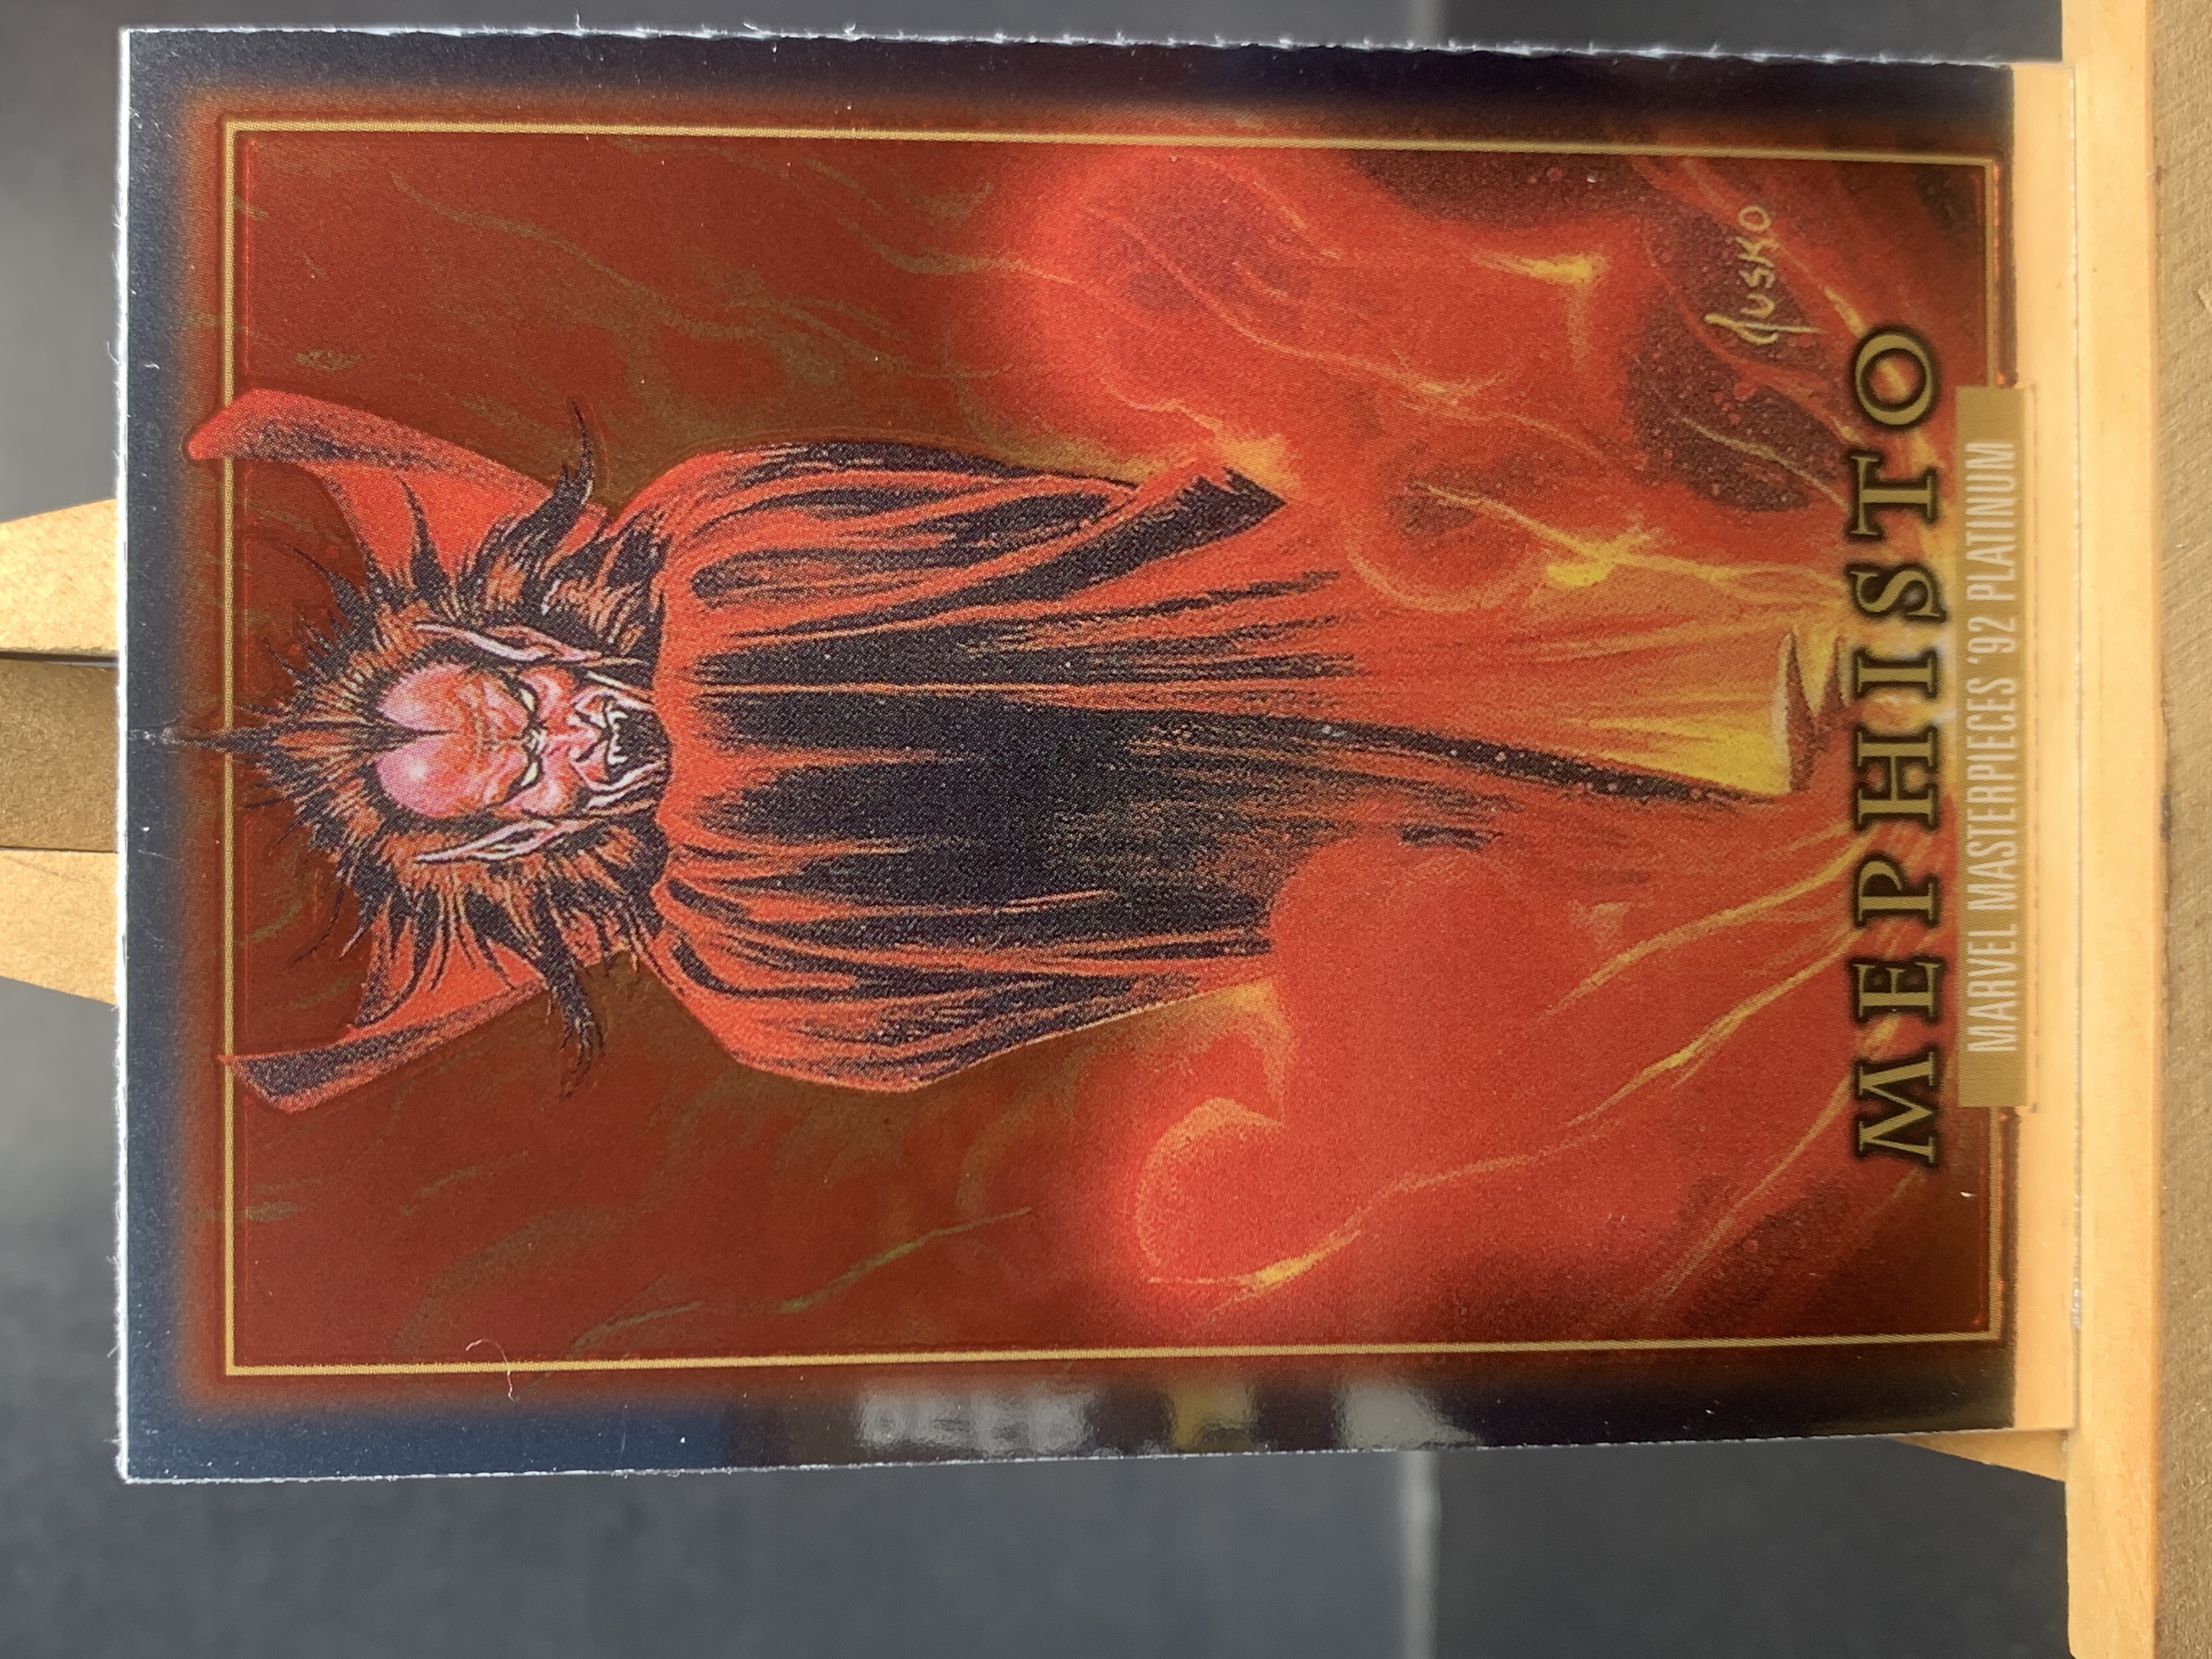 Jusko
MEPHISTO
MARVEL MASTERPIECES '92 PLATINUM